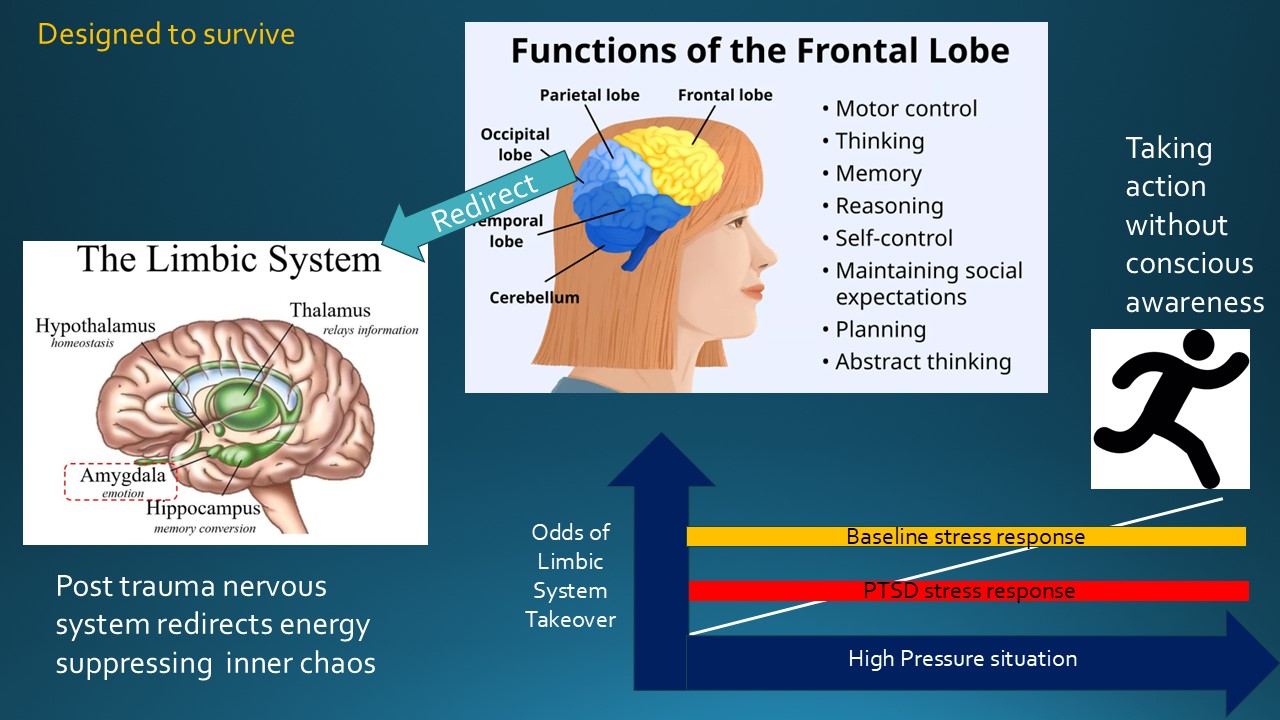 Designed to survive
Functions of the Frontal Lobe
Parietal lobe
Frontal lobe
Occipital
lobe
Temporal
lobe
Cerebellum
• Motor control
• Thinking
• Memory
• Reasoning
• Self-control
• Maintaining social
expectations
• Planning
• Abstract thinking
Redirect
Taking
action
without
conscious
awareness
The Limbic System
Thalamus
relays information
Hypothalamus
homeostasis
Amygdala
emotion
Hippocampus
memory conversion
Post trauma nervous
system redirects energy
suppressing inner chaos
Odds of
Limbic
System
Takeover
Baseline stress response
PTSD stress response
High Pressure situation